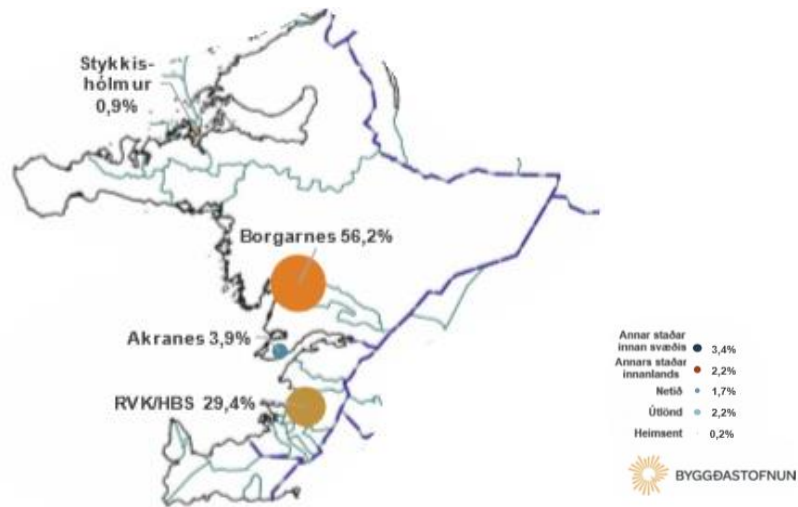 Stykkis-
hólmur
0,9%
Borgarnes 56,2%
Akranes 3,9%
RVK/HBS 29,4%
Annar staðar
innan svæðis 3,4%
Annars staðar
innanlands 2,2%
Netið 1,7%
Útlönd 2,2%
Heimsent 0,2%
BYGGÐASTOFNUN